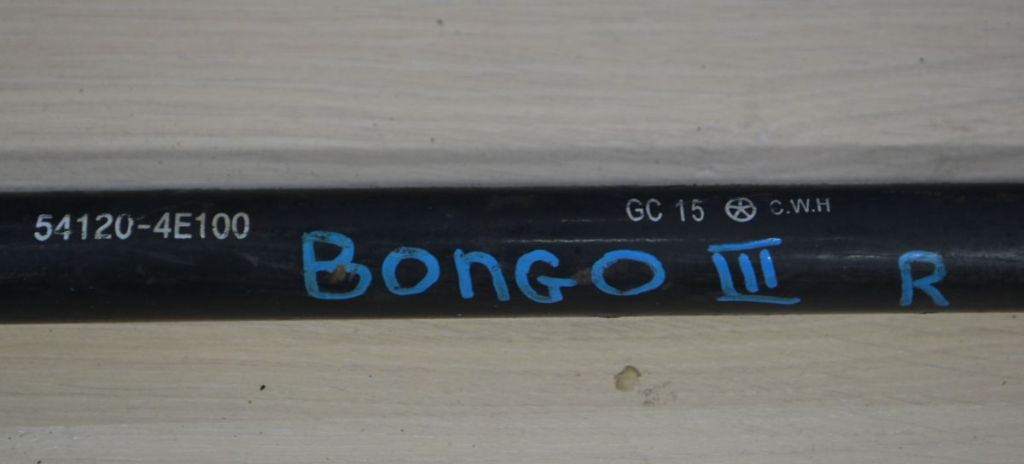 54120-4E100
GC 15 C.W.H
BONGO III R